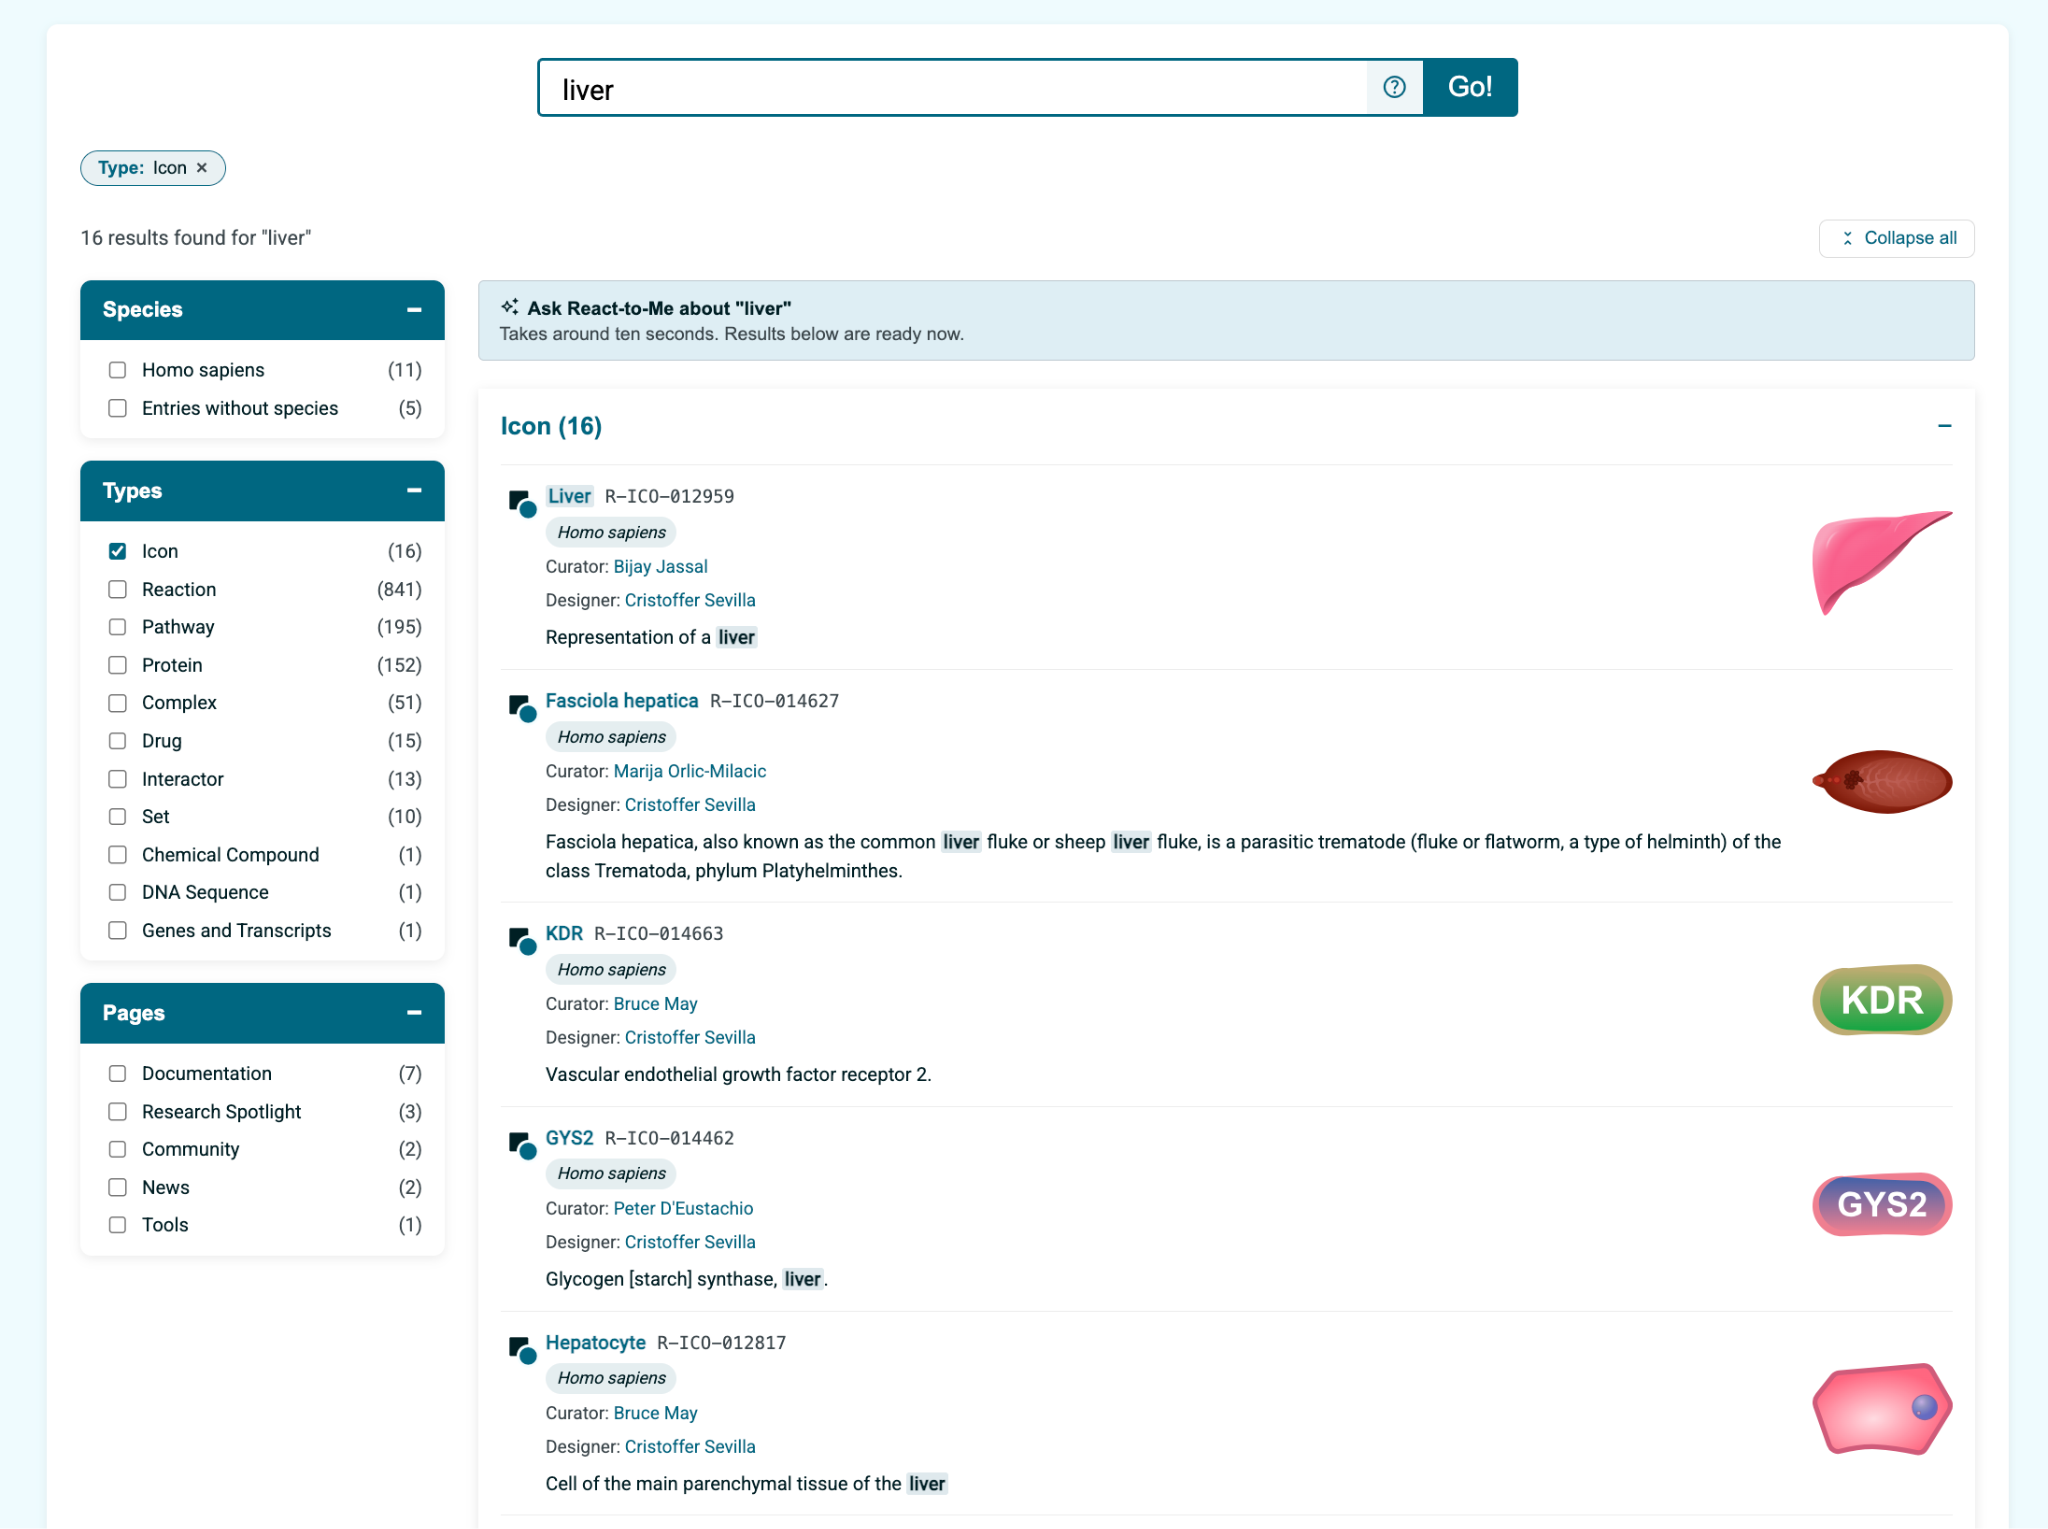 liver
Go!
Type: Icon ×
16 results found for "liver"
Collapse all
Species
Homo sapiens (11)
Entries without species (5)
Types
Icon (16)
Reaction (841)
Pathway (195)
Protein (152)
Complex (51)
Drug (15)
Interactor (13)
Set (10)
Chemical Compound (1)
DNA Sequence (1)
Genes and Transcripts (1)
Pages
Documentation (7)
Research Spotlight (3)
Community (2)
News (2)
Tools (1)
Ask React-to-Me about "liver"
Takes around ten seconds. Results below are ready now.
Icon (16)
Liver R-ICO-012959
Homo sapiens
Curator: Bijay Jassal
Designer: Cristoffer Sevilla
Representation of a liver
Fasciola hepatica R-ICO-014627
Homo sapiens
Curator: Marija Orlic-Milacic
Designer: Cristoffer Sevilla
Fasciola hepatica, also known as the common liver fluke or sheep liver fluke, is a parasitic trematode (fluke or flatworm, a type of helminth) of the
class Trematoda, phylum Platyhelminthes.
KDR R-ICO-014663
Homo sapiens
Curator: Bruce May
Designer: Cristoffer Sevilla
Vascular endothelial growth factor receptor 2.
KDR
GYS2 R-ICO-014462
Homo sapiens
Curator: Peter D'Eustachio
Designer: Cristoffer Sevilla
Glycogen [starch] synthase, liver.
GYS2
Hepatocyte R-ICO-012817
Homo sapiens
Curator: Bruce May
Designer: Cristoffer Sevilla
Cell of the main parenchymal tissue of the liver